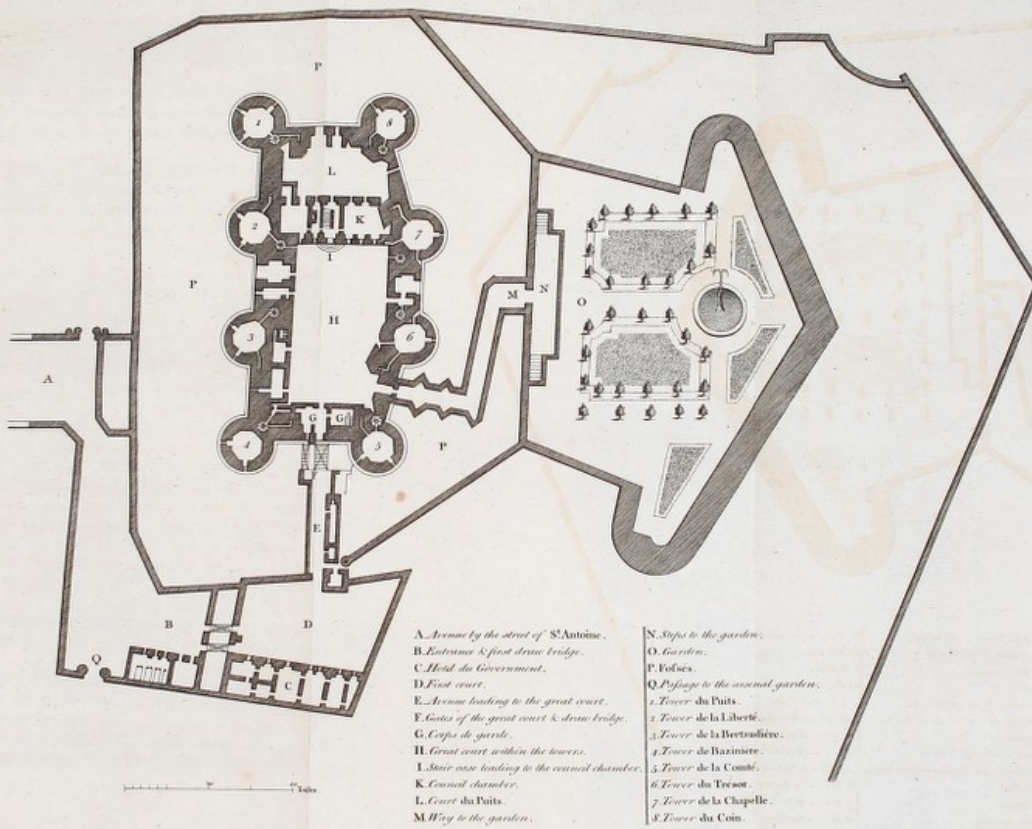 P
1
8
L
2
K
7
I
P
M
N
O
H
3
6
A
G
G
4
5
P
E
B
D
Q
C
A. Avenue by the street of St. Antoine.
B. Entrance & first draw bridge.
C. Hotel du Government.
D. First court.
E. Avenue leading to the great court.
F. Gates of the great court & draw bridge.
G. Corps de garde.
H. Great court within the towers.
I. Stair case leading to the council chamber.
K. Council chamber.
L. Court du Puits.
M. Way to the garden.
N. Steps to the garden.
O. Garden.
P. Fossés.
Q. Passage to the arsenal garden.
1. Tower du Puits.
2. Tower de la Liberté.
3. Tower de la Bertaudiére.
4. Tower de Baziniere.
5. Tower de la Comté.
6. Tower du Trésor.
7. Tower de la Chapelle.
8. Tower du Coin.
Toises